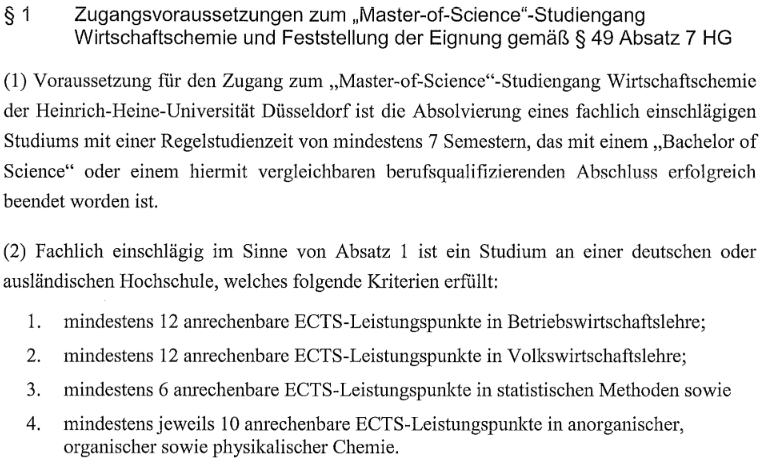 § 1 Zugangsvoraussetzungen zum „Master-of-Science“-Studiengang
Wirtschaftschemie und Feststellung der Eignung gemäß § 49 Absatz 7 HG
(1) Voraussetzung für den Zugang zum „Master-of-Science“-Studiengang Wirtschaftschemie
der Heinrich-Heine-Universität Düsseldorf ist die Absolvierung eines fachlich einschlägigen
Studiums mit einer Regelstudienzeit von mindestens 7 Semestern, das mit einem „Bachelor of
Science“ oder einem hiermit vergleichbaren berufsqualifizierenden Abschluss erfolgreich
beendet worden ist.
(2) Fachlich einschlägig im Sinne von Absatz 1 ist ein Studium an einer deutschen oder
ausländischen Hochschule, welches folgende Kriterien erfüllt:
1. mindestens 12 anrechenbare ECTS-Leistungspunkte in Betriebswirtschaftslehre;
2. mindestens 12 anrechenbare ECTS-Leistungspunkte in Volkswirtschaftslehre;
3. mindestens 6 anrechenbare ECTS-Leistungspunkte in statistischen Methoden sowie
4. mindestens jeweils 10 anrechenbare ECTS-Leistungspunkte in anorganischer,
organischer sowie physikalischer Chemie.